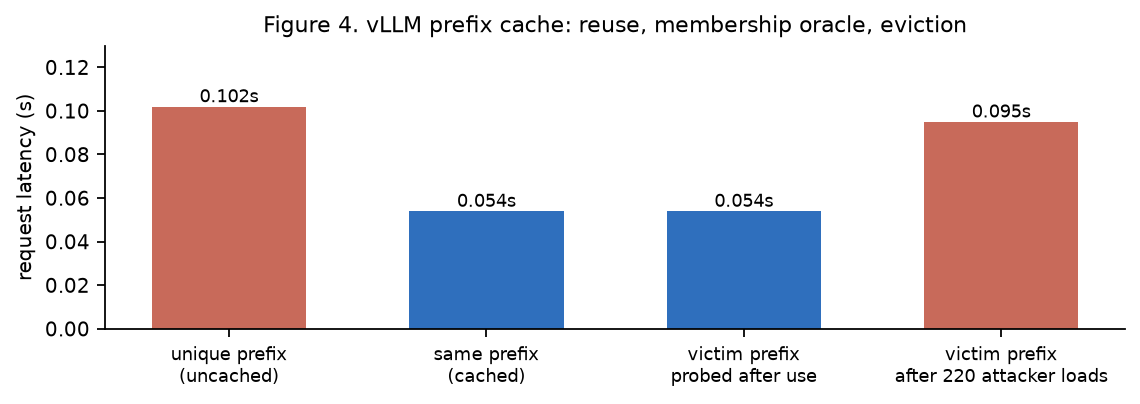 Figure 4. vLLM prefix cache: reuse, membership oracle, eviction
request latency (s)
0.12
0.10
0.08
0.06
0.04
0.02
0.00
0.102s
0.054s
0.054s
0.095s
unique prefix
(uncached)
same prefix
(cached)
victim prefix
probed after use
victim prefix
after 220 attacker loads